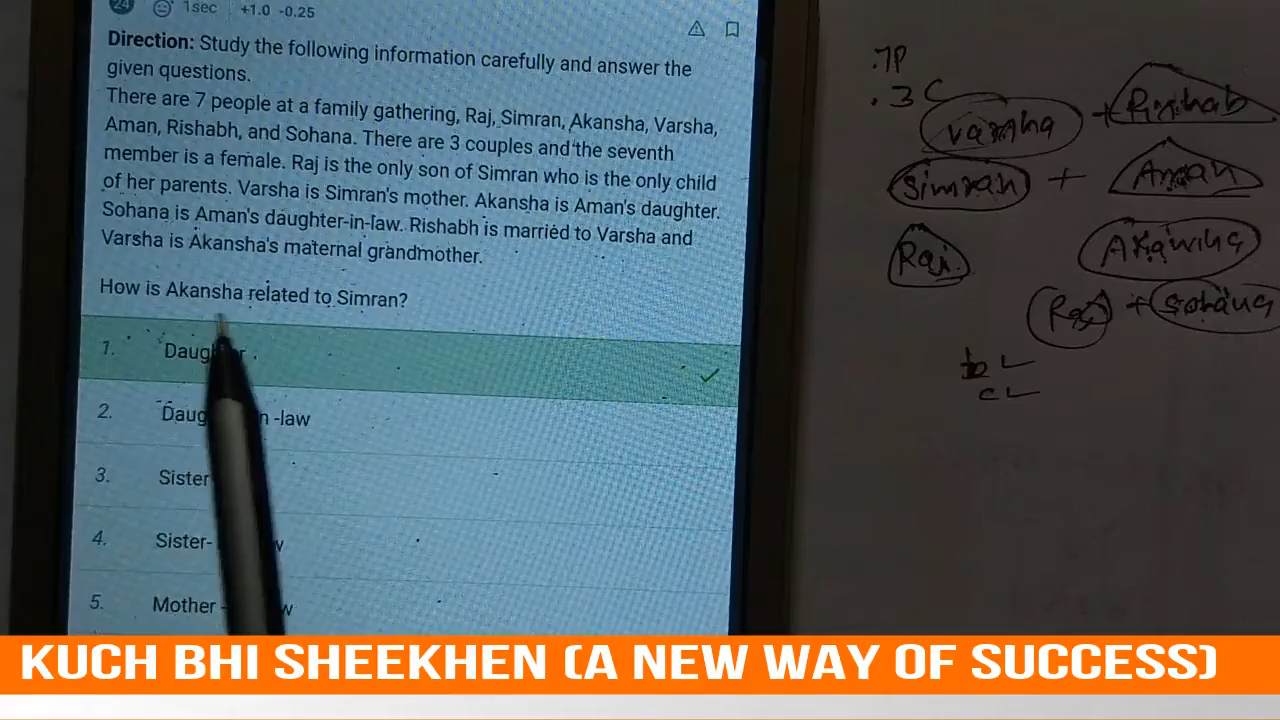 24 1sec +1.0 -0.25
Direction: Study the following information carefully and answer the
given questions.
There are 7 people at a family gathering, Raj, Simran, Akansha, Varsha,
Aman, Rishabh, and Sohana. There are 3 couples and the seventh
member is a female. Raj is the only son of Simran who is the only child
of her parents. Varsha is Simran's mother. Akansha is Aman's daughter.
Sohana is Aman's daughter-in-law. Rishabh is married to Varsha and
Varsha is Akansha's maternal grandmother.
How is Akansha related to Simran?
1. Daughter
2. -law
3. Sister
4. Sister-
5. Mother
.7P
.3C
Varsha + Rishab
Simran + Aman
Raj.
+ Sohana
KUCH BHI SHEEKHEN (A NEW WAY OF SUCCESS)